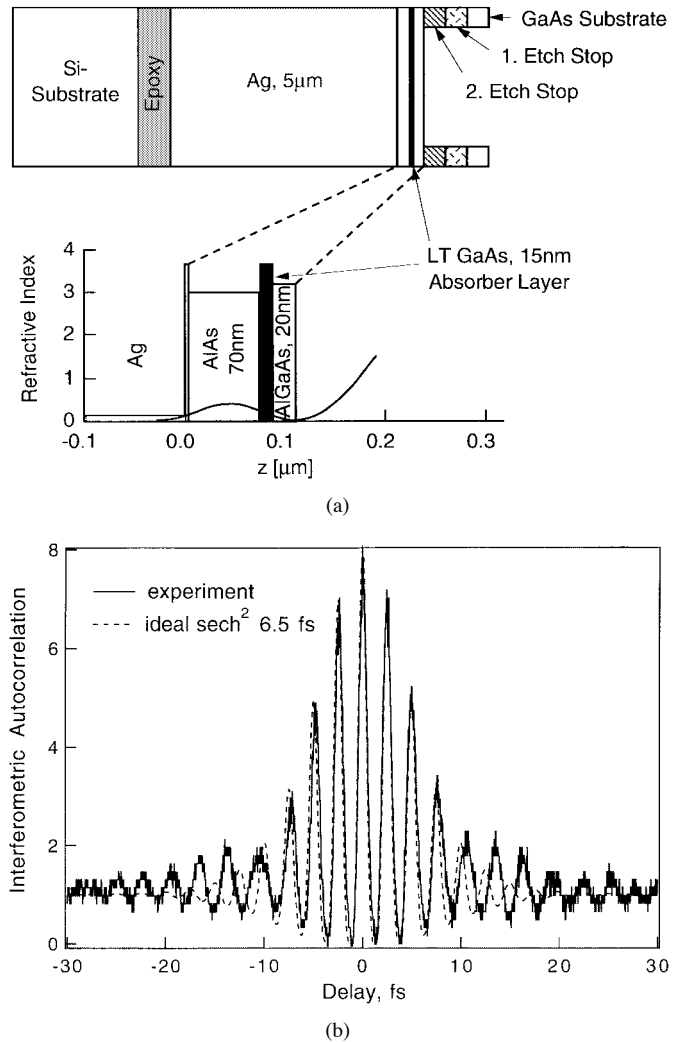 GaAs Substrate
1. Etch Stop
2. Etch Stop
Si-
Substrate
Epoxy
Ag, 5µm
LT GaAs, 15nm
Absorber Layer
Refractive Index
4
3
2
1
0
Ag
AlAs
70nm
AlGaAs, 20nm
-0.1 0.0 0.1 0.2 0.3
z [µm]
(a)
Interferometric Autocorrelation
8
6
4
2
0
experiment
ideal sech² 6.5 fs
-30 -20 -10 0 10 20 30
Delay, fs
(b)